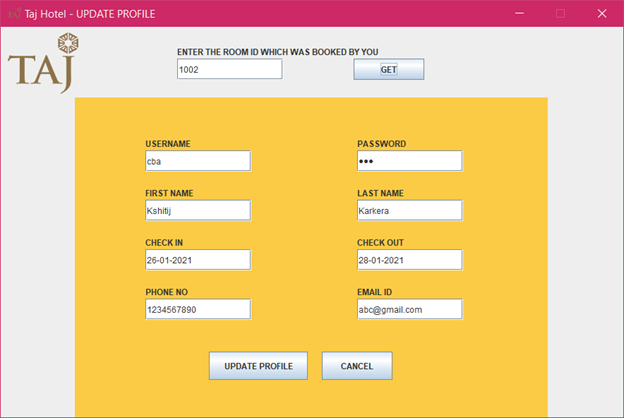 Taj Hotel - UPDATE PROFILE
TAJ
ENTER THE ROOM ID WHICH WAS BOOKED BY YOU
1002 GET
USERNAME PASSWORD
cba ●●●
FIRST NAME LAST NAME
Kshitij Karkera
CHECK IN CHECK OUT
26-01-2021 28-01-2021
PHONE NO EMAIL ID
1234567890 abc@gmail.com
UPDATE PROFILE CANCEL